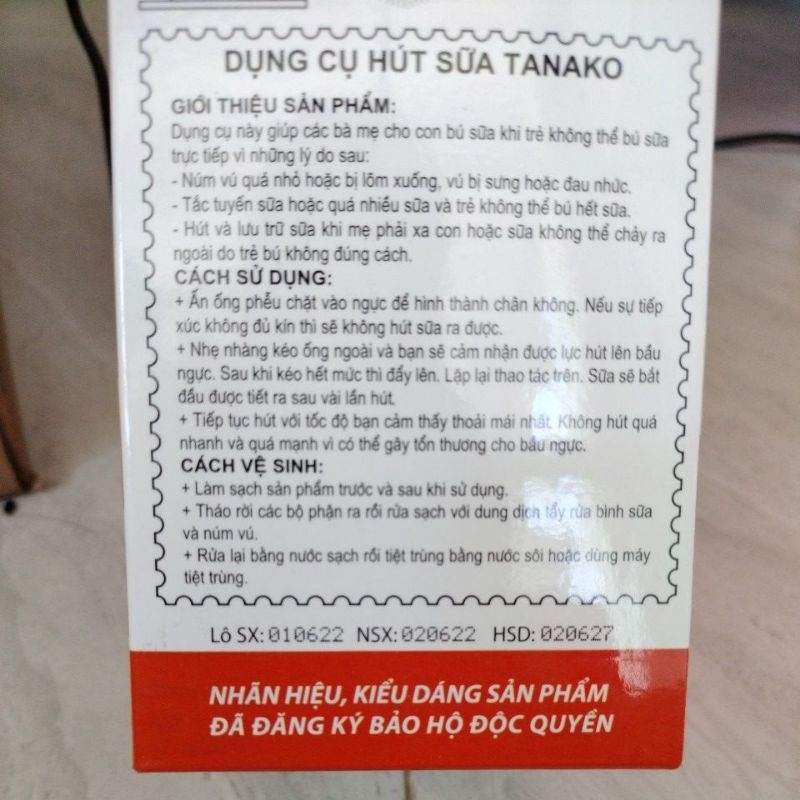 DỤNG CỤ HÚT SỮA TANAKO
GIỚI THIỆU SẢN PHẨM:
Dụng cụ này giúp các bà mẹ cho con bú sữa khi trẻ không thể bú sữa
trực tiếp vì những lý do sau:
- Núm vú quá nhỏ hoặc bị lõm xuống, vú bị sưng hoặc đau nhức.
- Tắc tuyến sữa hoặc quá nhiều sữa và trẻ không thể bú hết sữa.
- Hút và lưu trữ sữa khi mẹ phải xa con hoặc sữa không thể chảy ra
ngoài do trẻ bú không đúng cách.
CÁCH SỬ DỤNG:
+ Ấn ống phễu chặt vào ngực để hình thành chân không. Nếu sự tiếp
xúc không đủ kín thì sẽ không hút sữa ra được.
+ Nhẹ nhàng kéo ống ngoài và bạn sẽ cảm nhận được lực hút lên bầu
ngực. Sau khi kéo hết mức thì đẩy lên. Lặp lại thao tác trên. Sữa sẽ bắt
đầu được tiết ra sau vài lần hút.
+ Tiếp tục hút với tốc độ bạn cảm thấy thoải mái nhất. Không hút quá
nhanh và quá mạnh vì có thể gây tổn thương cho bầu ngực.
CÁCH VỆ SINH:
+ Làm sạch sản phẩm trước và sau khi sử dụng.
+ Tháo rời các bộ phận ra rồi rửa sạch với dung dịch tẩy rửa bình sữa
và núm vú.
+ Rửa lại bằng nước sạch rồi tiệt trùng bằng nước sôi hoặc dùng máy
tiệt trùng.
Lô SX: 010622 NSX: 020622 HSD: 020627
NHÃN HIỆU, KIỂU DÁNG SẢN PHẨM
ĐÃ ĐĂNG KÝ BẢO HỘ ĐỘC QUYỀN